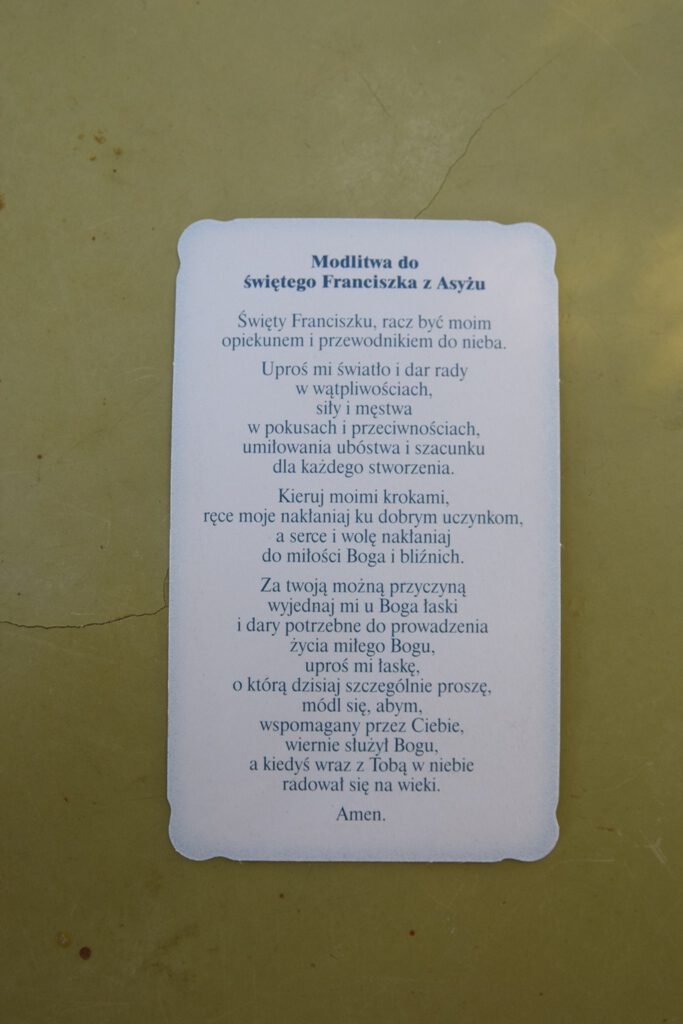 Modlitwa do
świętego Franciszka z Asyżu
Święty Franciszku, racz być moim
opiekunem i przewodnikiem do nieba.
Uproś mi światło i dar rady
w wątpliwościach,
siły i męstwa
w pokusach i przeciwnościach,
umiłowania ubóstwa i szacunku
dla każdego stworzenia.
Kieruj moimi krokami,
ręce moje nakłaniaj ku dobrym uczynkom,
a serce i wolę nakłaniaj
do miłości Boga i bliźnich.
Za twoją możną przyczyną
wyjednaj mi u Boga łaski
i dary potrzebne do prowadzenia
życia miłego Bogu,
uproś mi łaskę,
o którą dzisiaj szczególnie proszę,
módl się, abym,
wspomagany przez Ciebie,
wiernie służył Bogu,
a kiedyś wraz z Tobą w niebie
radował się na wieki.
Amen.